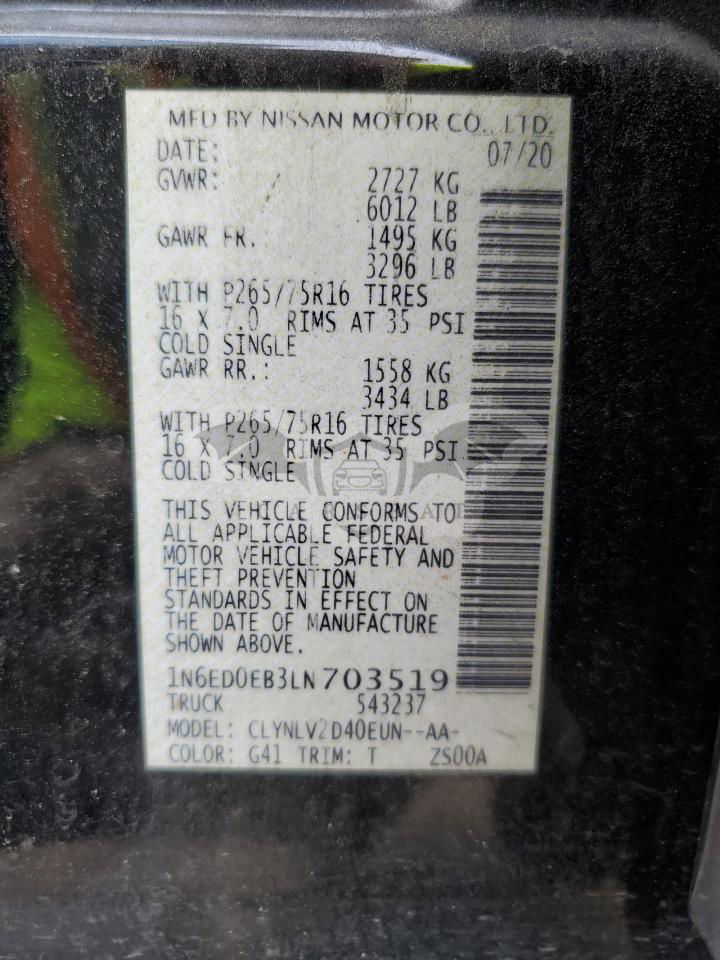 MFD BY NISSAN MOTOR CO., LTD.
DATE: 07/20
GVWR: 2727 KG
6012 LB
GAWR FR. 1495 KG
3296 LB
WITH P265/75R16 TIRES
16 X 7.0 RIMS AT 35 PSI
COLD SINGLE
GAWR RR.: 1558 KG
3434 LB
WITH P265/75R16 TIRES
16 X 7.0 RIMS AT 35 PSI
COLD SINGLE
THIS VEHICLE CONFORMS TO
ALL APPLICABLE FEDERAL
MOTOR VEHICLE SAFETY AND
THEFT PREVENTION
STANDARDS IN EFFECT ON
THE DATE OF MANUFACTURE
SHOWN ABOVE.
1N6ED0EB3LN703519
TRUCK 543237
MODEL: CLYNLV2D40EUN--AA-
COLOR: G41 TRIM: T ZS00A